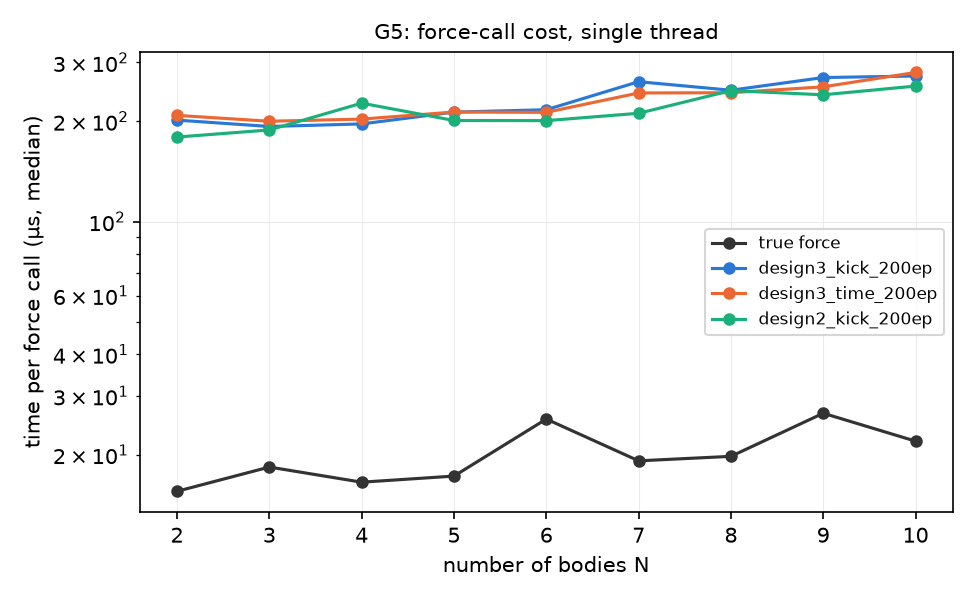 G5: force-call cost, single thread
time per force call (µs, median)
3 × 10²
2 × 10²
10²
6 × 10¹
4 × 10¹
3 × 10¹
2 × 10¹
true force
design3_kick_200ep
design3_time_200ep
design2_kick_200ep
2 3 4 5 6 7 8 9 10
number of bodies N